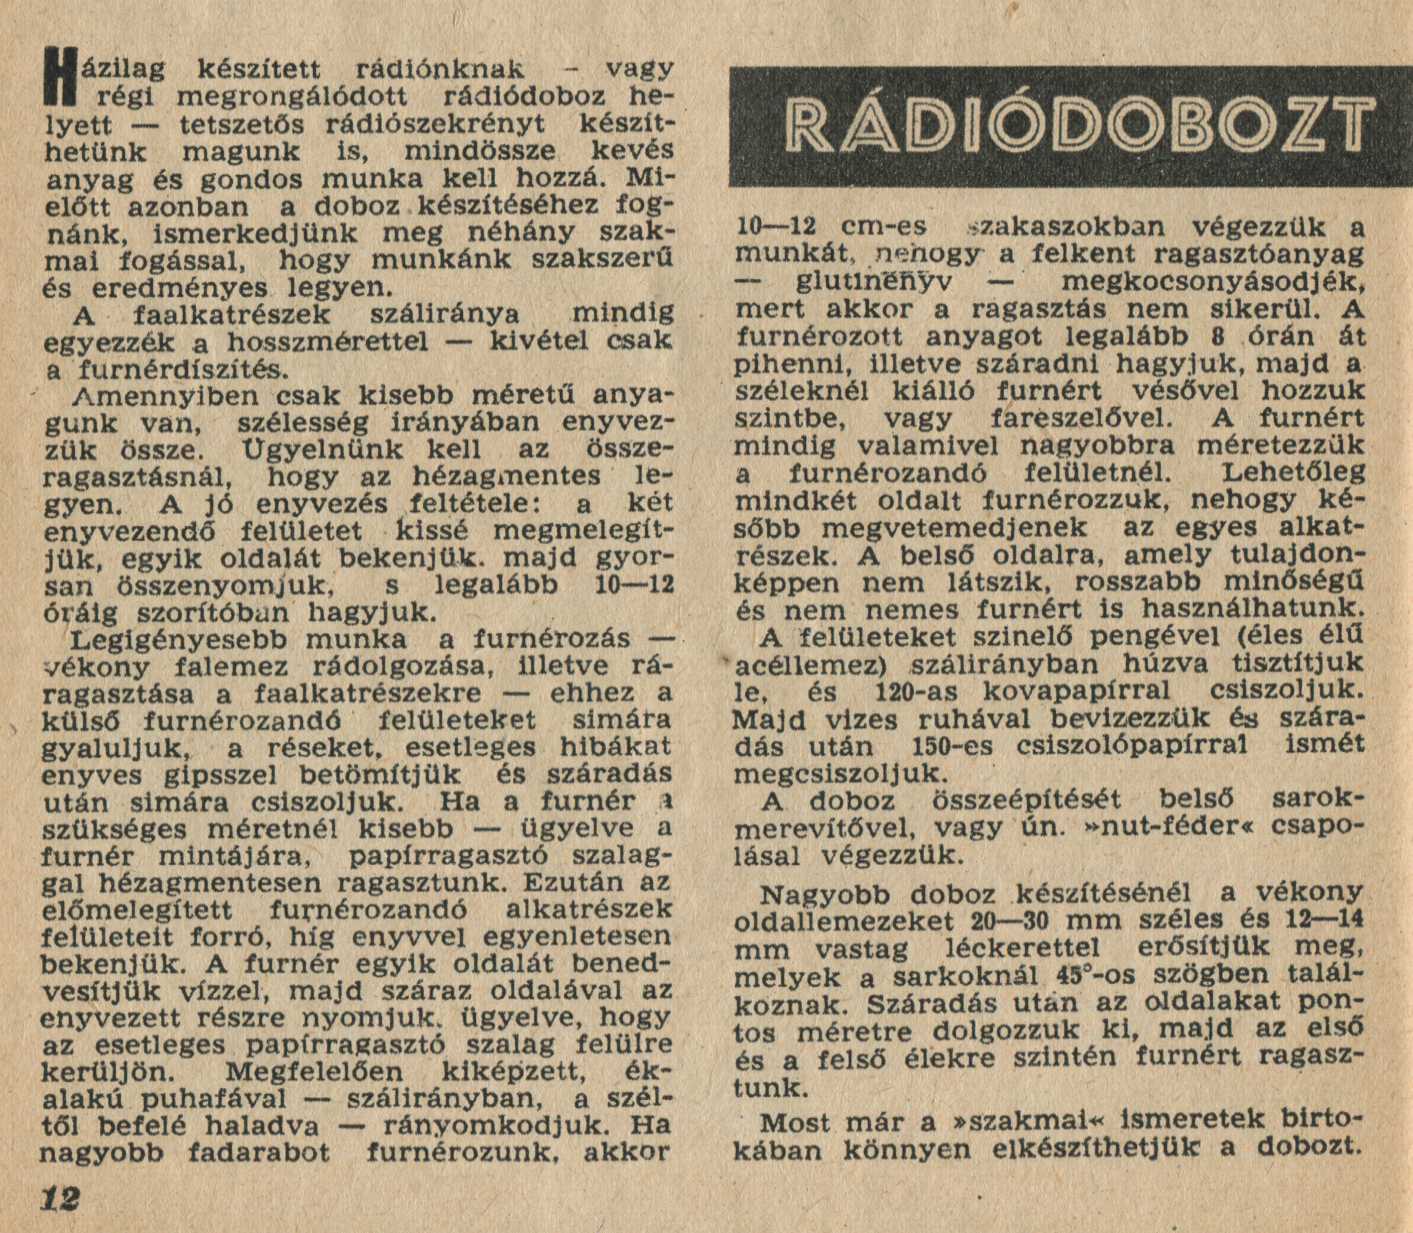 Házilag készített rádiónknak – vagy
régi megrongálódott rádiódoboz he-
lyett — tetszetős rádiószekrényt készít-
hetünk magunk is, mindössze kevés
anyag és gondos munka kell hozzá. Mi-
előtt azonban a doboz készítéséhez fog-
nánk, ismerkedjünk meg néhány szak-
mai fogással, hogy munkánk szakszerű
és eredményes legyen.
A faalkatrészek száliránya mindig
egyezzék a hosszmérettel — kivétel csak
a furnérdíszítés.
Amennyiben csak kisebb méretű anya-
gunk van, szélesség irányában enyvez-
zük össze. Ügyelnünk kell az össze-
ragasztásnál, hogy az hézagmentes le-
gyen. A jó enyvezés feltétele: a két
enyvezendő felületet kissé megmelegít-
jük, egyik oldalát bekenjük. majd gyor-
san összenyomjuk, s legalább 10—12
óráig szorítóban hagyjuk.
Legigényesebb munka a furnérozás —
vékony falemez rádolgozása, illetve rá-
ragasztása a faalkatrészekre — ehhez a
külső furnérozandó felületeket simára
gyaluljuk, a réseket, esetleges hibákat
enyves gipsszel betömítjük és száradás
után simára csiszoljuk. Ha a furnér a
szükséges méretnél kisebb — ügyelve a
furnér mintájára, papírragasztó szalag-
gal hézagmentesen ragasztunk. Ezután az
előmelegített furnérozandó alkatrészek
felületeit forró, híg enyvvel egyenletesen
bekenjük. A furnér egyik oldalát bened-
vesítjük vízzel, majd száraz oldalával az
enyvezett részre nyomjuk. ügyelve, hogy
az esetleges papírragasztó szalag felülre
kerüljön. Megfelelően kiképzett, ék-
alakú puhafával — szálirányban, a szél-
től befelé haladva — rányomkodjuk. Ha
nagyobb fadarabot furnérozunk, akkor
12
RÁDIÓDOBOZT
10—12 cm-es szakaszokban végezzük a
munkát, nehogy a felkent ragasztóanyag
— glutinenyv — megkocsonyásodjék,
mert akkor a ragasztás nem sikerül. A
furnérozott anyagot legalább 8 órán át
pihenni, illetve száradni hagyjuk, majd a
széleknél kiálló furnért vésővel hozzuk
szintbe, vagy fareszelővel. A furnért
mindig valamivel nagyobbra méretezzük
a furnérozandó felületnél. Lehetőleg
mindkét oldalt furnérozzuk, nehogy ké-
sőbb megvetemedjenek az egyes alkat-
részek. A belső oldalra, amely tulajdon-
képpen nem látszik, rosszabb minőségű
és nem nemes furnért is használhatunk.
A felületeket szinelő pengével (éles élű
acéllemez) szálirányban húzva tisztítjuk
le, és 120-as kovapapírral csiszoljuk.
Majd vizes ruhával bevizezzük és szára-
dás után 150-es csiszolópapírral ismét
megcsiszoljuk.
A doboz összeépítését belső sarok-
merevítővel, vagy ún. »nut-féder« csapo-
lásal végezzük.
Nagyobb doboz készítésénél a vékony
oldallemezeket 20—30 mm széles és 12—14
mm vastag léckerettel erősítjük meg,
melyek a sarkoknál 45°-os szögben talál-
koznak. Száradás után az oldalakat pon-
tos méretre dolgozzuk ki, majd az első
és a felső élekre szintén furnért ragasz-
tunk.
Most már a »szakmai« ismeretek birto-
kában könnyen elkészíthetjük a dobozt.